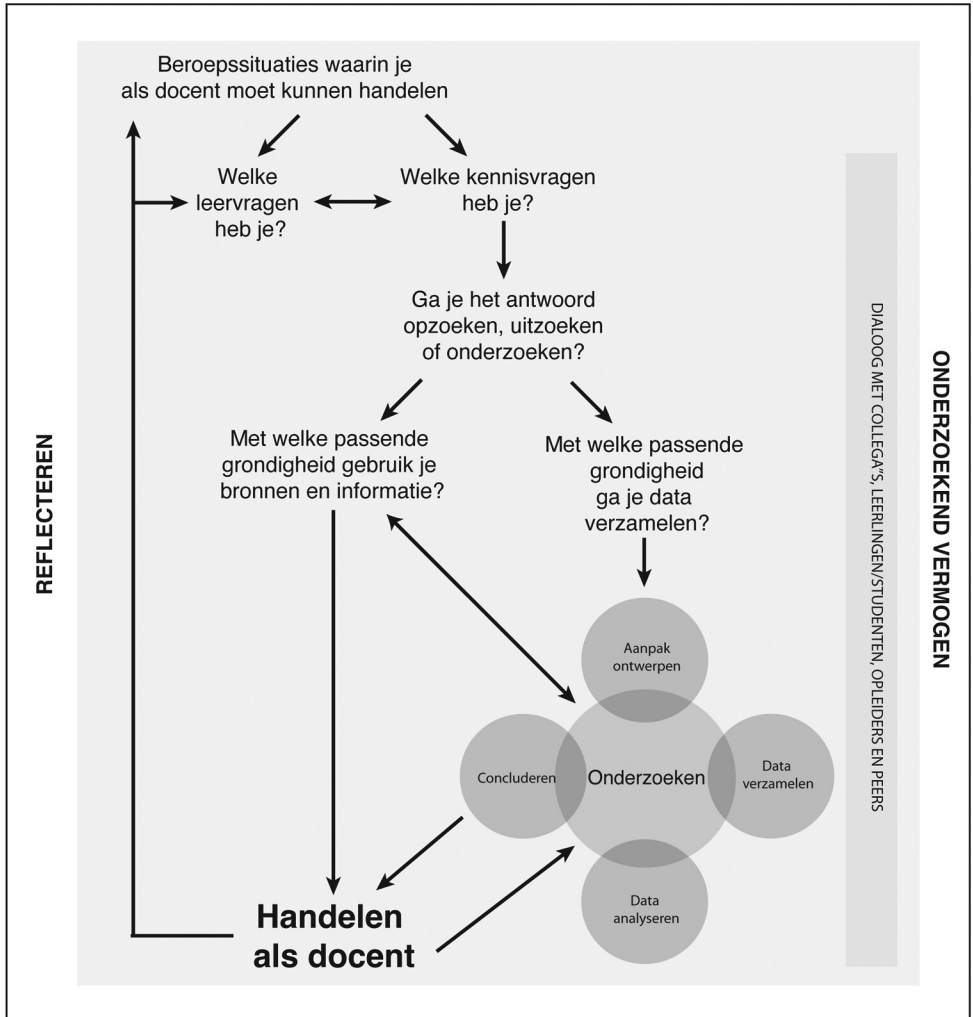 Beroepssituaties waarin je
als docent moet kunnen handelen
Welke
leervragen
heb je?
Welke kennisvragen
heb je?
Ga je het antwoord
opzoeken, uitzoeken
of onderzoeken?
Met welke passende
grondigheid gebruik je
bronnen en informatie?
Met welke passende
grondigheid
ga je data
verzamelen?
Aanpak
ontwerpen
Concluderen
Onderzoeken
Data
verzamelen
Data
analyseren
Handelen
als docent
REFLECTEREN
DIALOOG MET COLLEGA"S, LEERLINGEN/STUDENTEN, OPLEIDERS EN PEERS
ONDERZOEKEND VERMOGEN